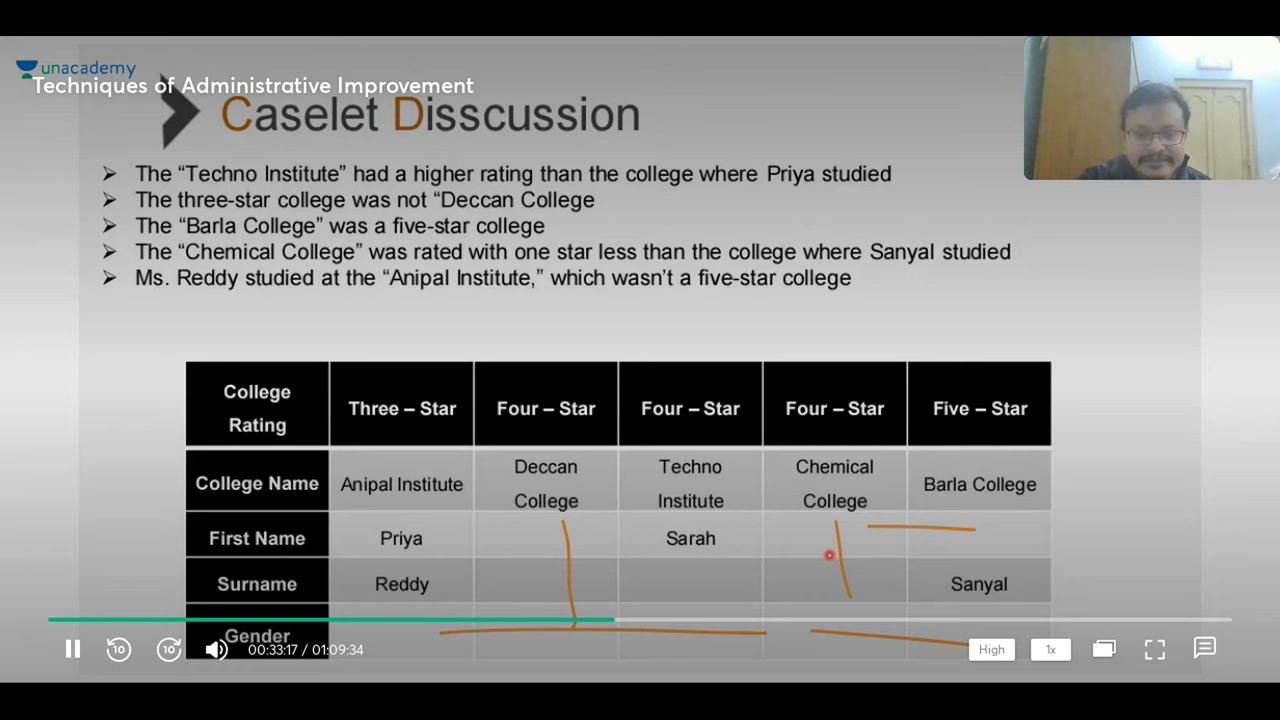 unacademy
Techniques of Administrative Improvement
Caselet Disscussion
The “Techno Institute” had a higher rating than the college where Priya studied
The three-star college was not “Deccan College
The “Barla College” was a five-star college
The “Chemical College” was rated with one star less than the college where Sanyal studied
Ms. Reddy studied at the “Anipal Institute,” which wasn’t a five-star college
College Rating Three – Star Four – Star Four – Star Four – Star Five – Star
College Name Anipal Institute Deccan College Techno Institute Chemical College Barla College
First Name Priya Sarah
Surname Reddy Sanyal
Gender
10 10 00:33:17 / 01:09:34 High 1x